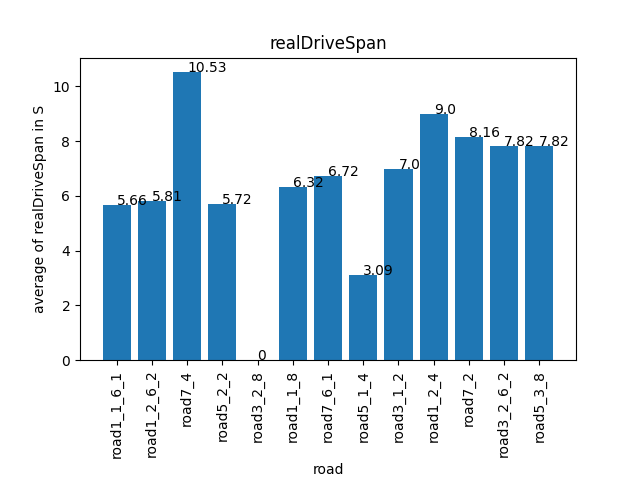 realDriveSpan
average of realDriveSpan in S
10
8
6
4
2
0
5.66
5.81
10.53
5.72
0
6.32
6.72
3.09
7.0
9.0
8.16
7.82
7.82
road1_1_6_1
road1_2_6_2
road7_4
road5_2_2
road3_2_8
road1_1_8
road7_6_1
road5_1_4
road3_1_2
road1_2_4
road7_2
road3_2_6_2
road5_3_8
road